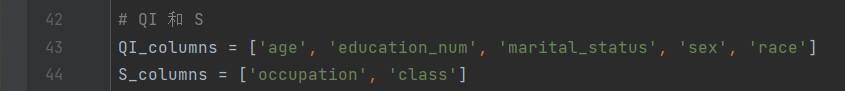 42 # QI 和 S
43 QI_columns = ['age', 'education_num', 'marital_status', 'sex', 'race']
44 S_columns = ['occupation', 'class']